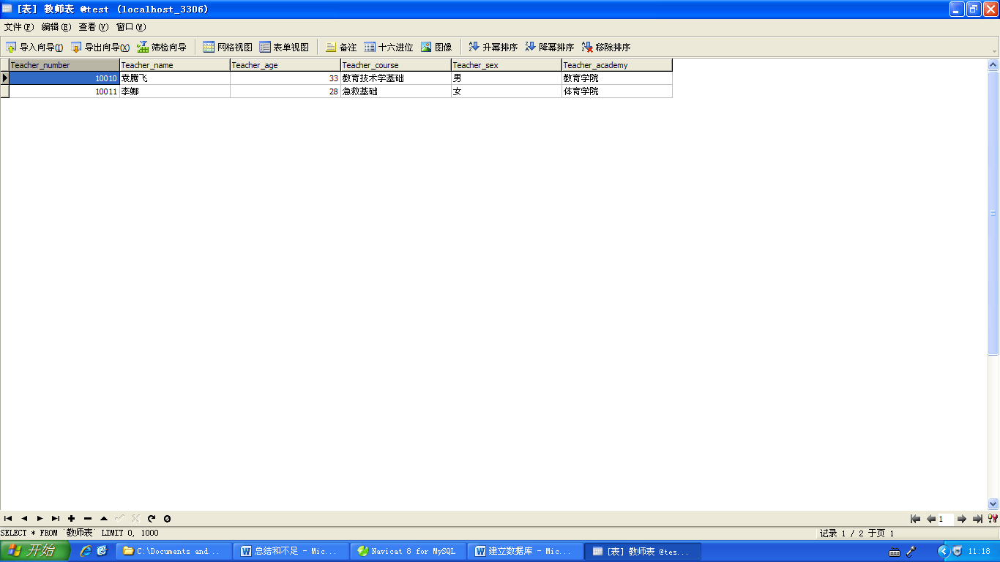 [表] 教师表 @test (localhost_3306)
文件(F) 编辑(E) 查看(V) 窗口(W)
导入向导(I) 导出向导(X) 筛检向导 网格视图 表单视图 备注 十六进位 图像 升幂排序 降幂排序 移除排序
Teacher_number Teacher_name Teacher_age Teacher_course Teacher_sex Teacher_academy
10010 袁腾飞 33 教育技术学基础 男 教育学院
10011 李娜 28 急救基础 女 体育学院
1
SELECT * FROM `教师表` LIMIT 0, 1000 记录 1 / 2 于页 1
开始 C:\Documents and... 总结和不足 - Mic... Navicat 8 for MySQL 建立数据库 - Mic... [表] 教师表 @tes... 11:18